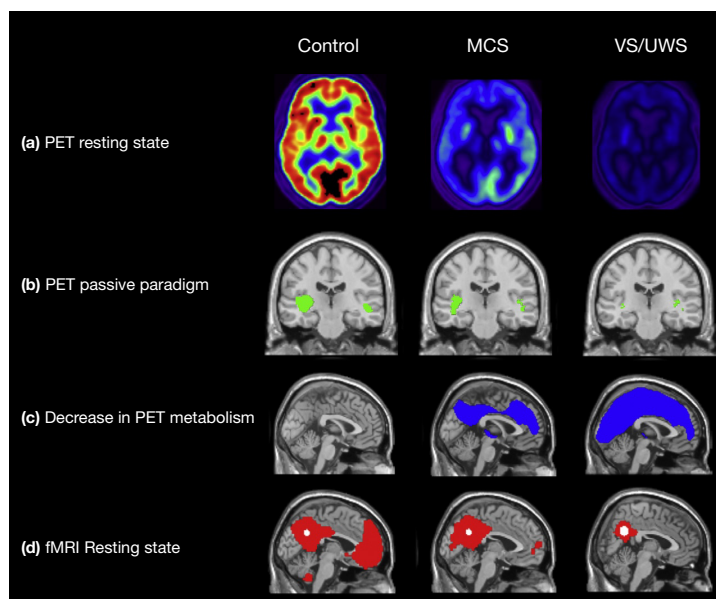 Control MCS VS/UWS
(a) PET resting state
(b) PET passive paradigm
(c) Decrease in PET metabolism
(d) fMRI Resting state